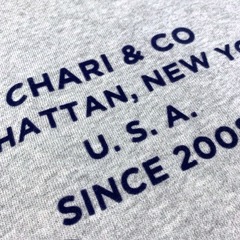 CHARI & CO
HATTAN, NEW YO
U. S. A.
SINCE 200